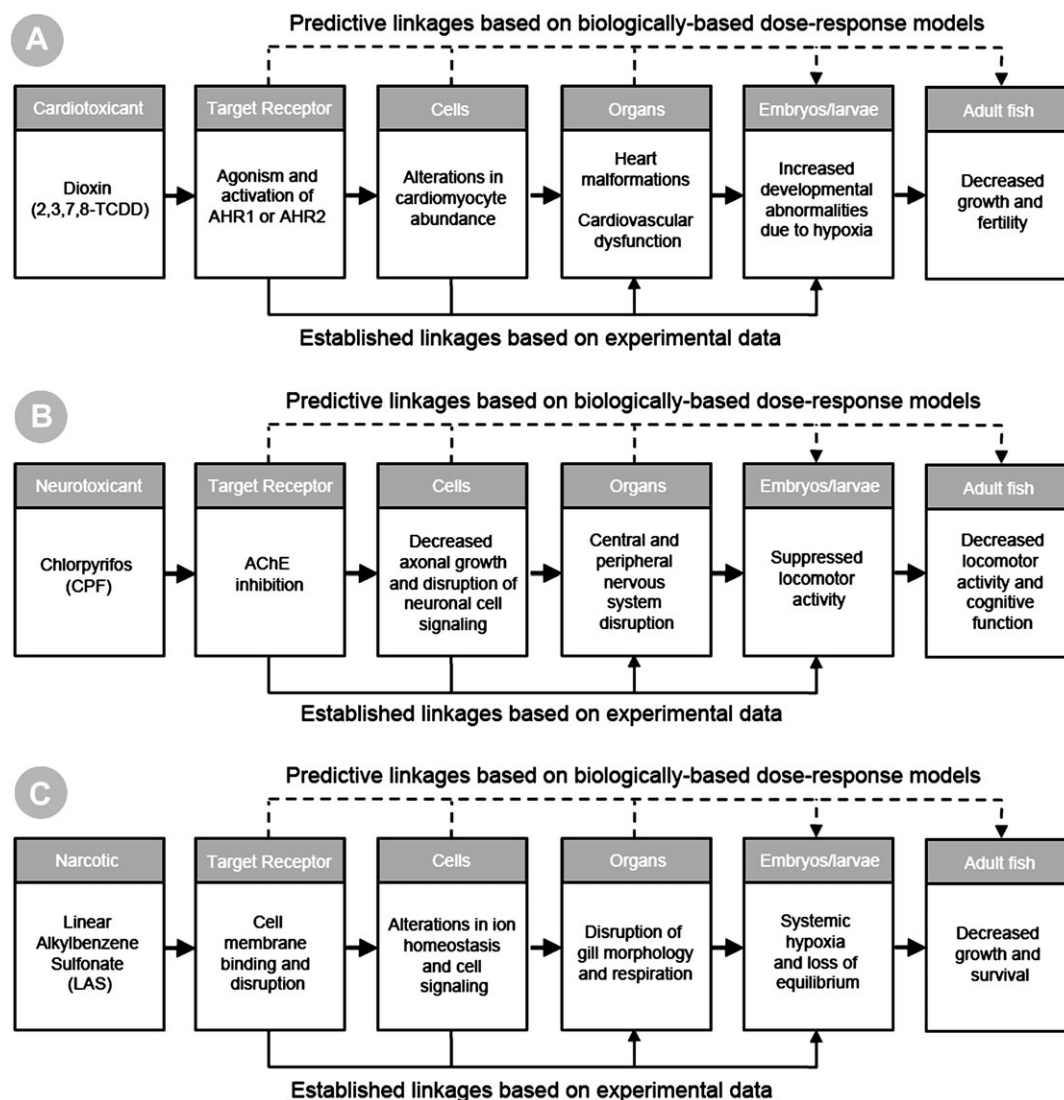 A
Predictive linkages based on biologically-based dose-response models
Cardiotoxicant
Dioxin
(2,3,7,8-TCDD)
Target Receptor
Agonism and
activation of
AHR1 or AHR2
Cells
Alterations in
cardiomyocyte
abundance
Organs
Heart
malformations
Cardiovascular
dysfunction
Embryos/larvae
Increased
developmental
abnormalities
due to hypoxia
Adult fish
Decreased
growth and
fertility
Established linkages based on experimental data
B
Predictive linkages based on biologically-based dose-response models
Neurotoxicant
Chlorpyrifos
(CPF)
Target Receptor
AChE
inhibition
Cells
Decreased
axonal growth
and disruption of
neuronal cell
signaling
Organs
Central and
peripheral
nervous
system
disruption
Embryos/larvae
Suppressed
locomotor
activity
Adult fish
Decreased
locomotor
activity and
cognitive
function
Established linkages based on experimental data
C
Predictive linkages based on biologically-based dose-response models
Narcotic
Linear
Alkylbenzene
Sulfonate
(LAS)
Target Receptor
Cell
membrane
binding and
disruption
Cells
Alterations in ion
homeostasis
and cell
signaling
Organs
Disruption of
gill morphology
and respiration
Embryos/larvae
Systemic
hypoxia
and loss of
equilibrium
Adult fish
Decreased
growth and
survival
Established linkages based on experimental data